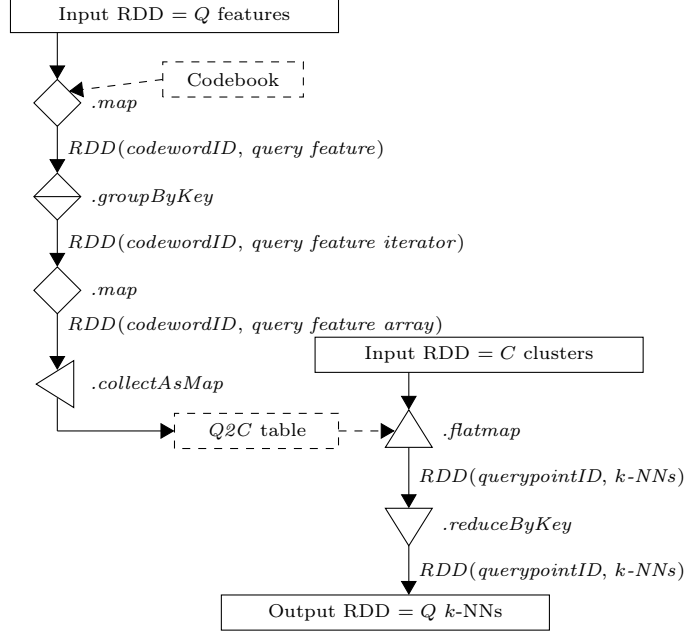 Input RDD = Q features
Codebook
.map
RDD(codewordID, query feature)
.groupByKey
RDD(codewordID, query feature iterator)
.map
RDD(codewordID, query feature array)
Input RDD = C clusters
.collectAsMap
Q2C table
.flatmap
RDD(querypointID, k-NNs)
.reduceByKey
RDD(querypointID, k-NNs)
Output RDD = Q k-NNs